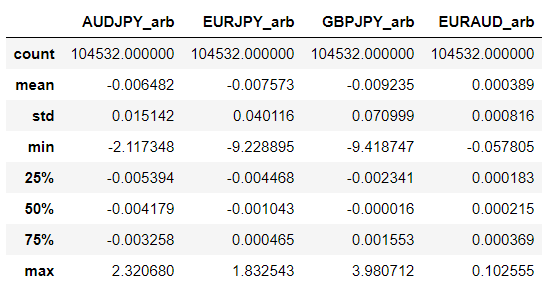 AUDJPY_arb EURJPY_arb GBPJPY_arb EURAUD_arb
count 104532.000000 104532.000000 104532.000000 104532.000000
mean -0.006482 -0.007573 -0.009235 0.000389
std 0.015142 0.040116 0.070999 0.000816
min -2.117348 -9.228895 -9.418747 -0.057805
25% -0.005394 -0.004468 -0.002341 0.000183
50% -0.004179 -0.001043 -0.000016 0.000215
75% -0.003258 0.000465 0.001553 0.000369
max 2.320680 1.832543 3.980712 0.102555